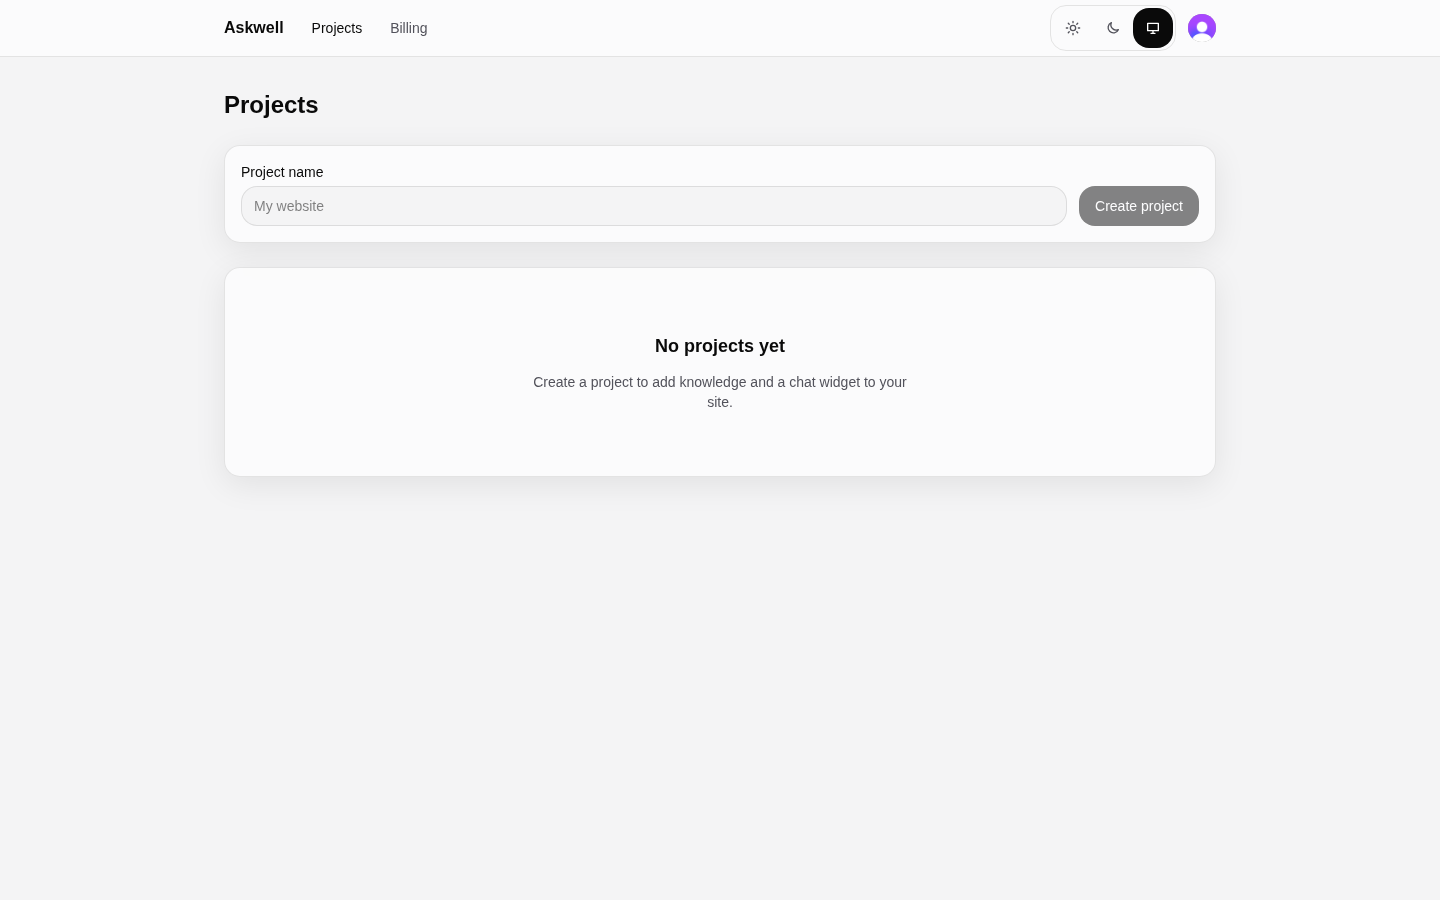 Askwell Projects Billing
Projects
Project name
My website
Create project
No projects yet
Create a project to add knowledge and a chat widget to your
site.